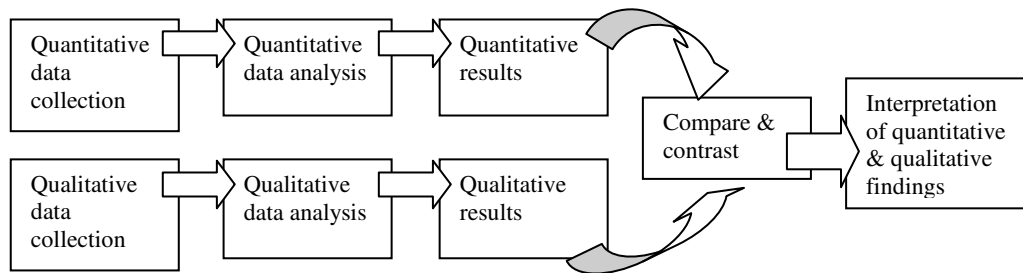 Quantitative
data
collection
Quantitative
data analysis
Quantitative
results
Compare &
contrast
Interpretation
of quantitative
& qualitative
findings
Qualitative
data
collection
Qualitative
data analysis
Qualitative
results